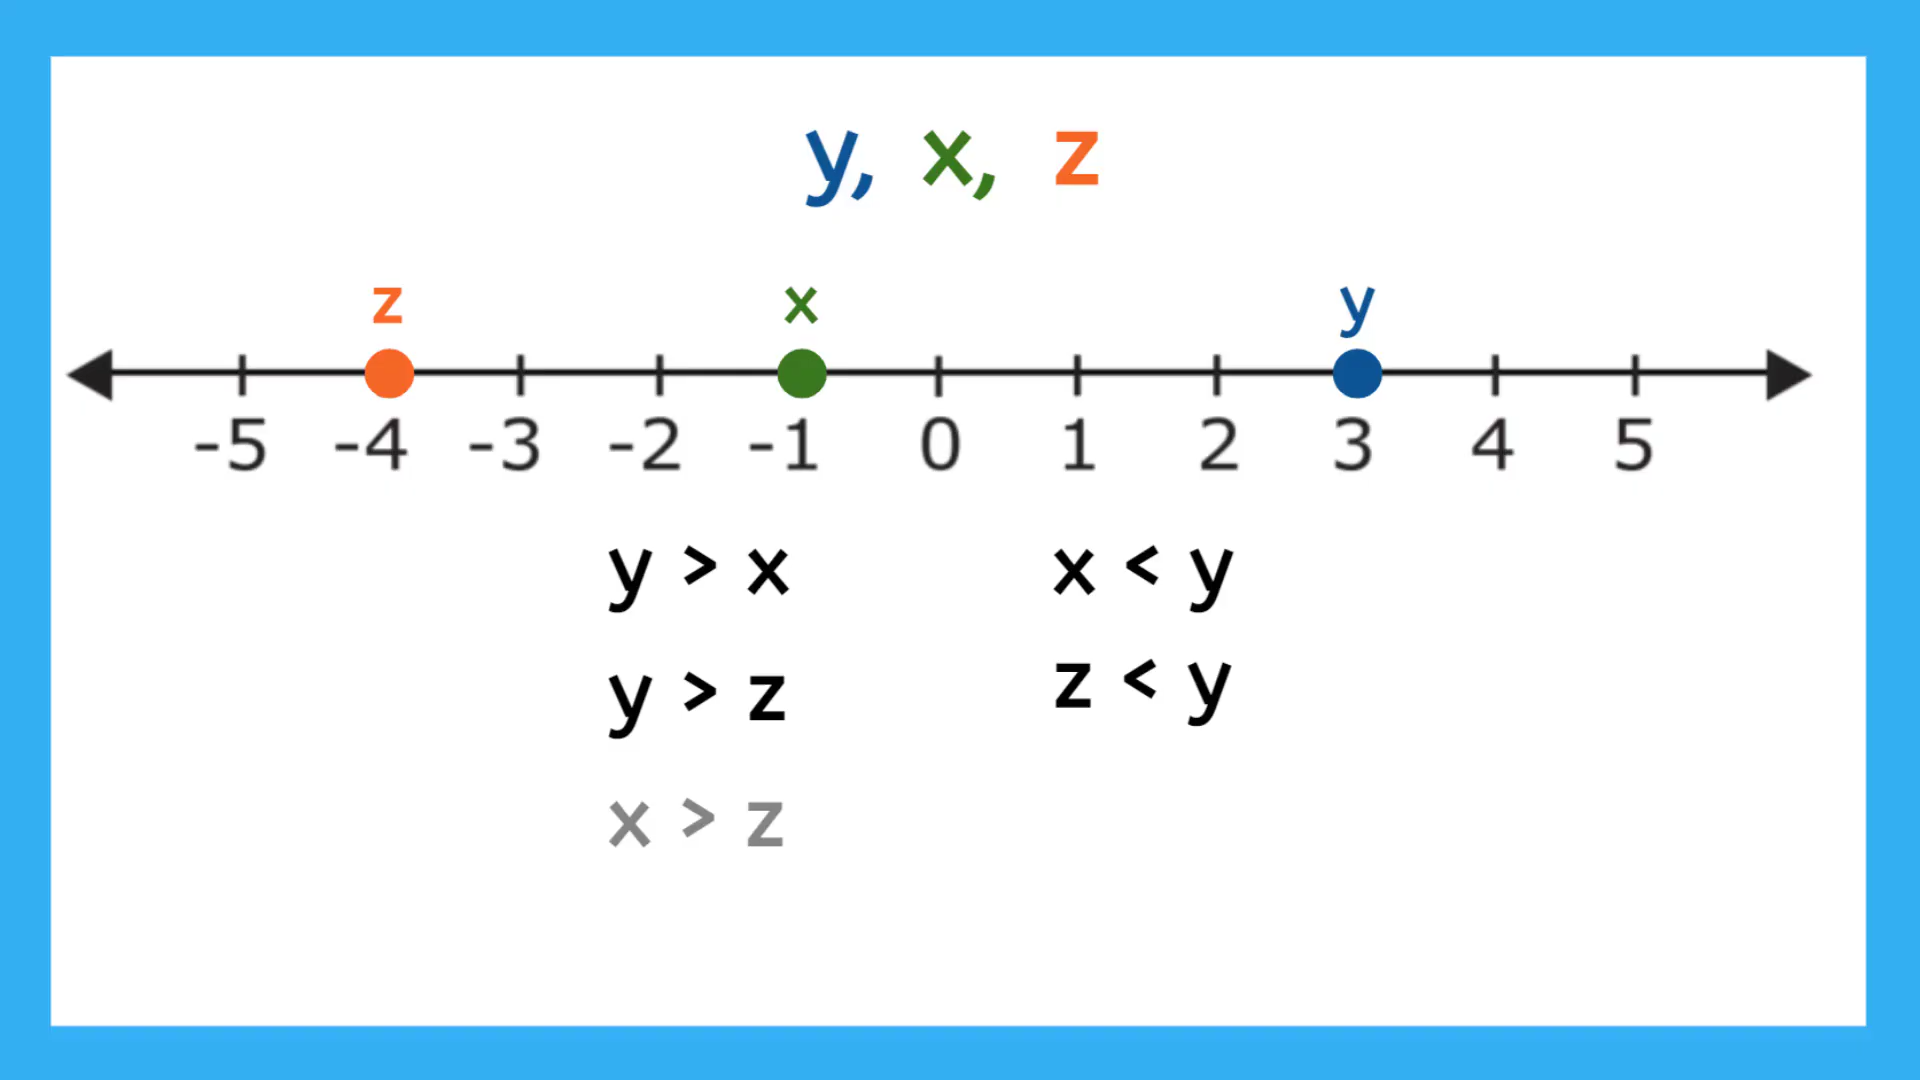 y, x, z
z x y
-5 -4 -3 -2 -1 0 1 2 3 4 5
y > x x < y
y > z z < y
x > z